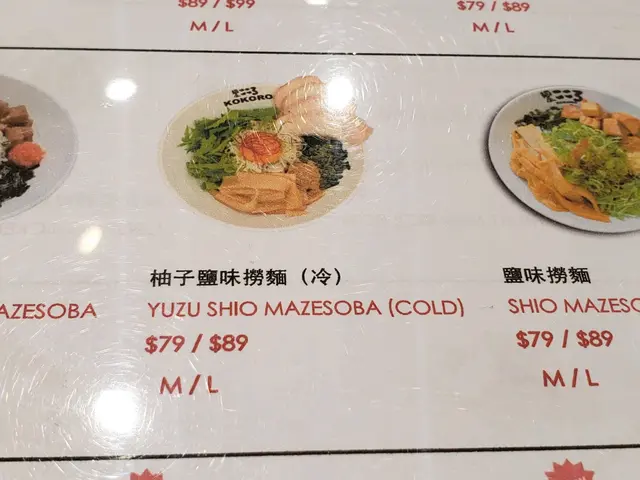 $89 / $99
M / L
$79 / $89
M / L
KOKORO
柚子鹽味撈麵（冷）
YUZU SHIO MAZESOBA (COLD)
$79 / $89
M / L
鹽味撈麵
SHIO MAZESO
$79 / $89
M / L
AZESOBA